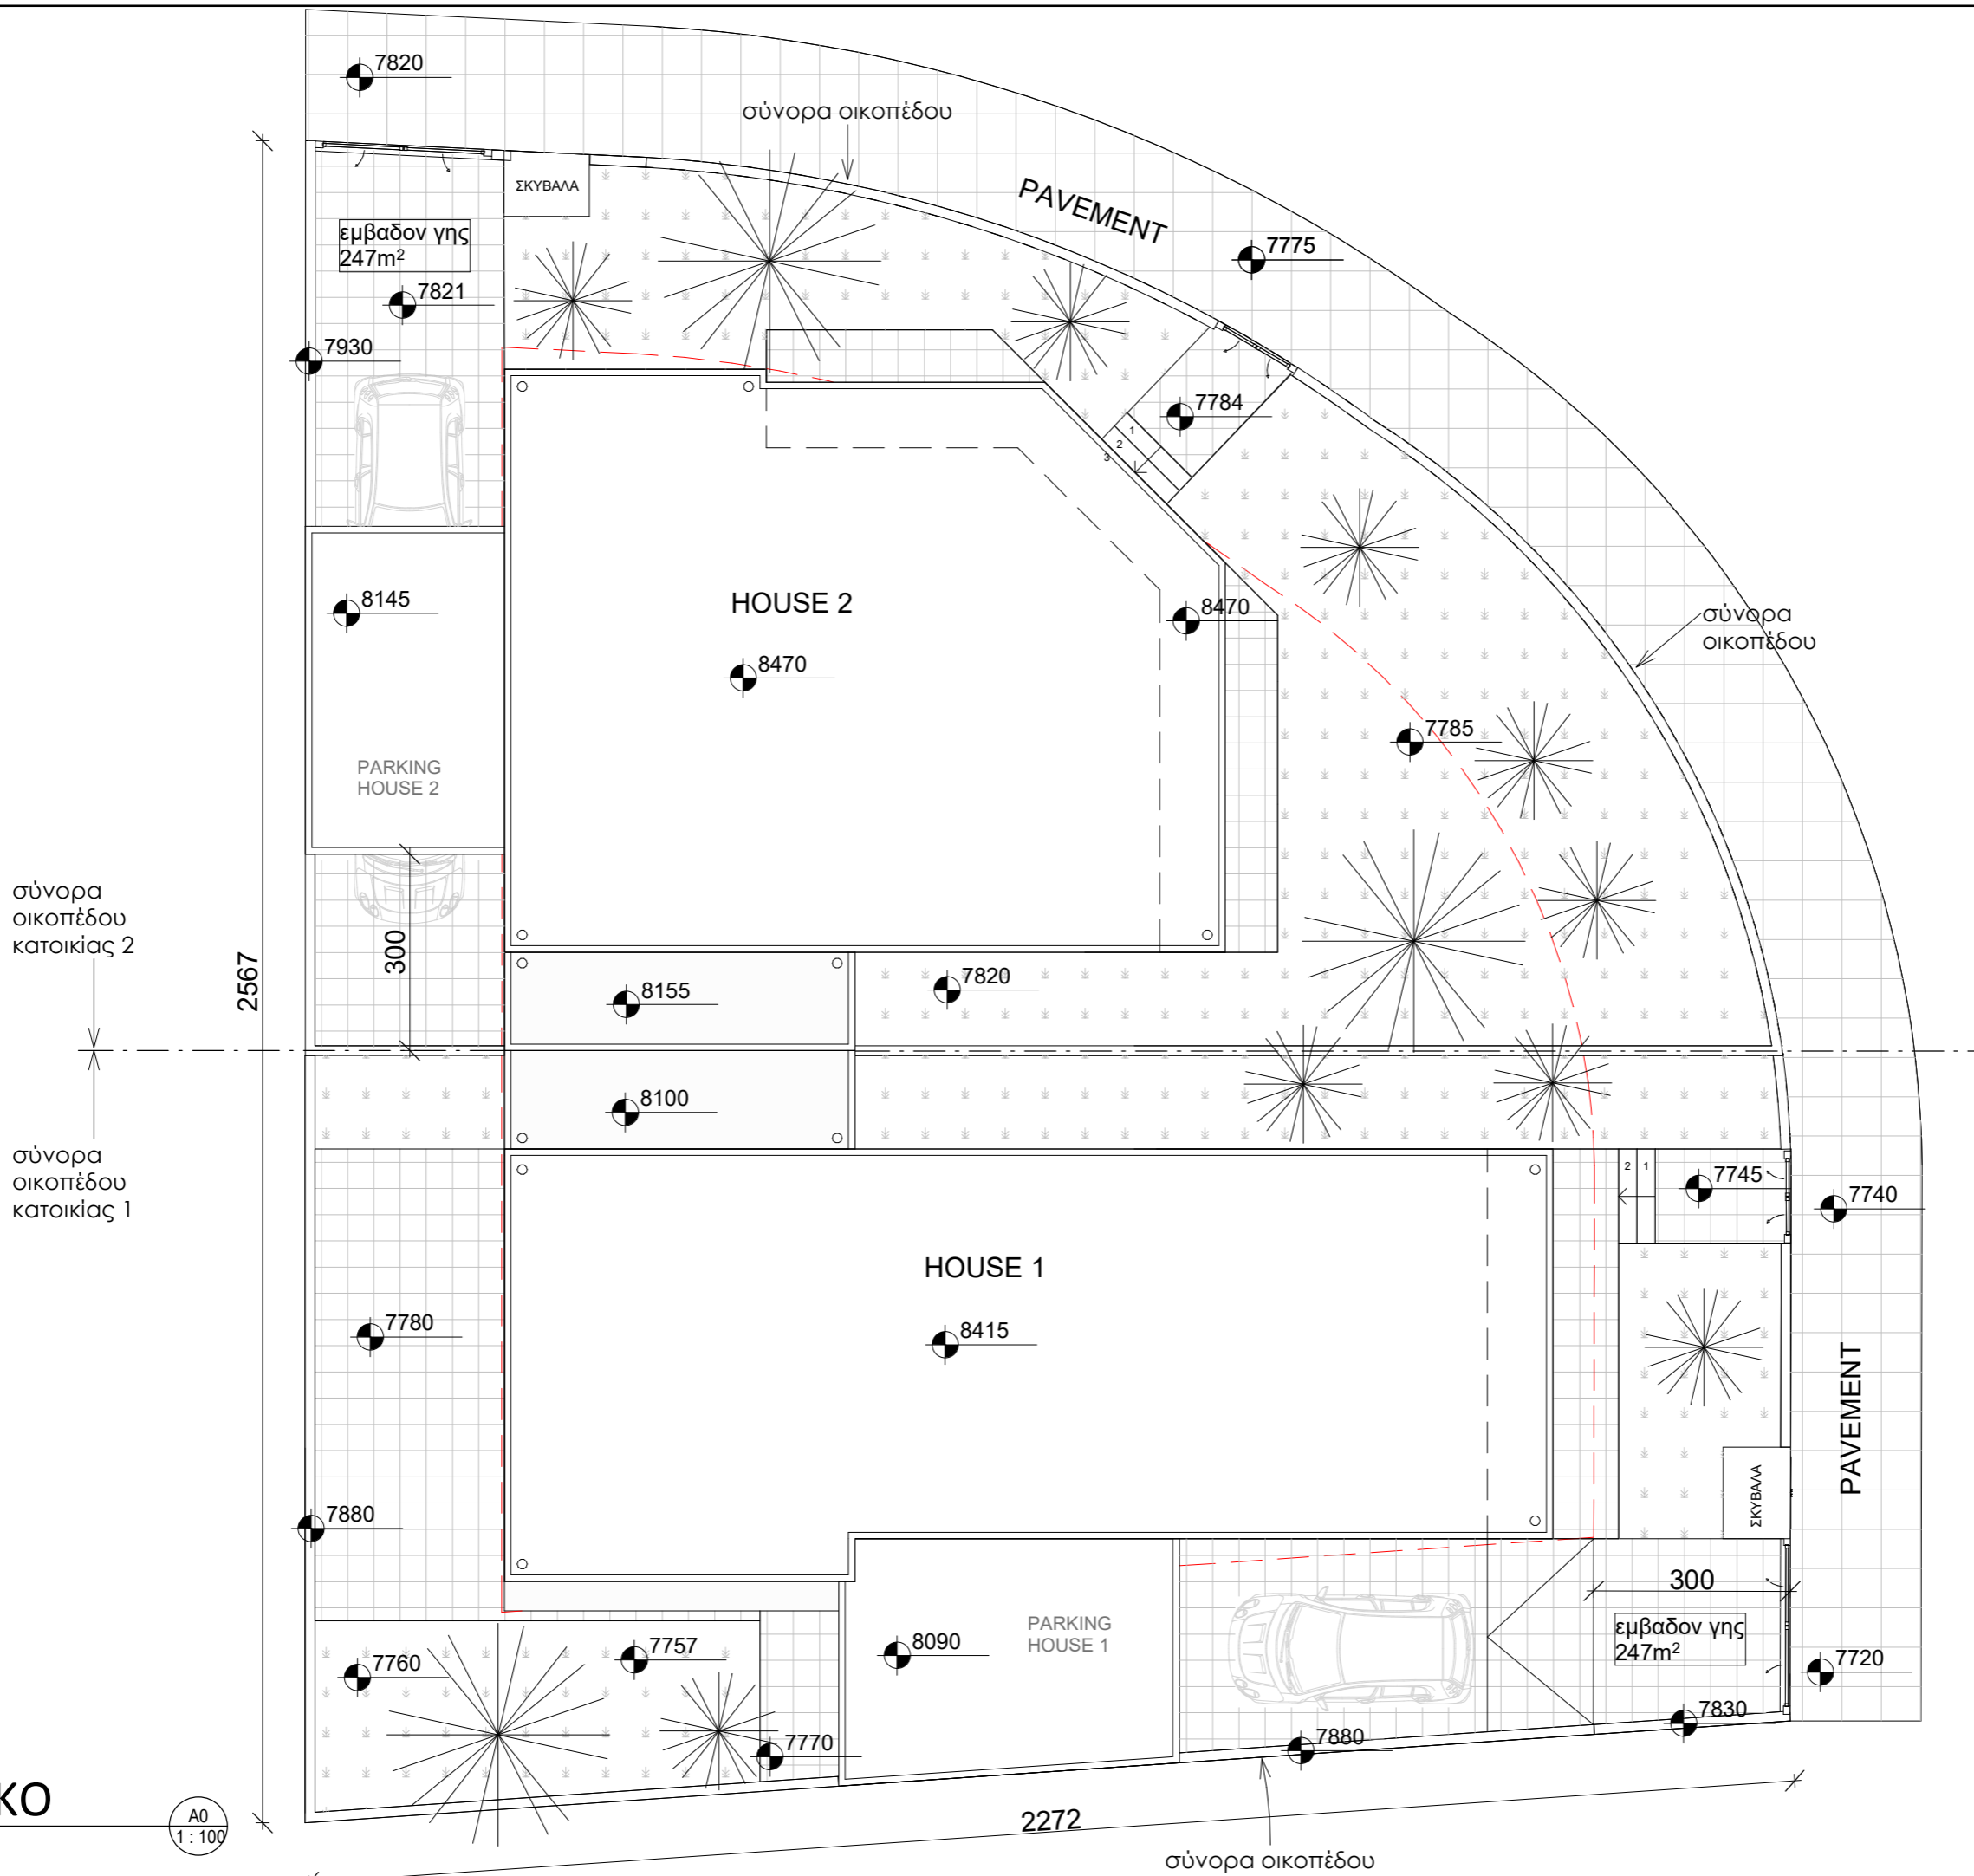 7820
σύνορα οικοπέδου
ΣΚΥΒΑΛΑ
PAVEMENT
εμβαδον γης
247m²
7775
7821
7930
7784
1
2
3
8145
HOUSE 2
8470
σύνορα
οικοπέδου
8470
7785
PARKING
HOUSE 2
σύνορα
οικοπέδου
κατοικίας 2
300
2567
8155
7820
8100
σύνορα
οικοπέδου
κατοικίας 1
2 1
7745
7740
HOUSE 1
7780
8415
PAVEMENT
ΣΚΥΒΑΛΑ
7880
300
PARKING
HOUSE 1
εμβαδον γης
247m²
7757
8090
7760
7720
7830
7770
7880
ΚΟ
A0
1 : 100
2272
σύνορα οικοπέδου